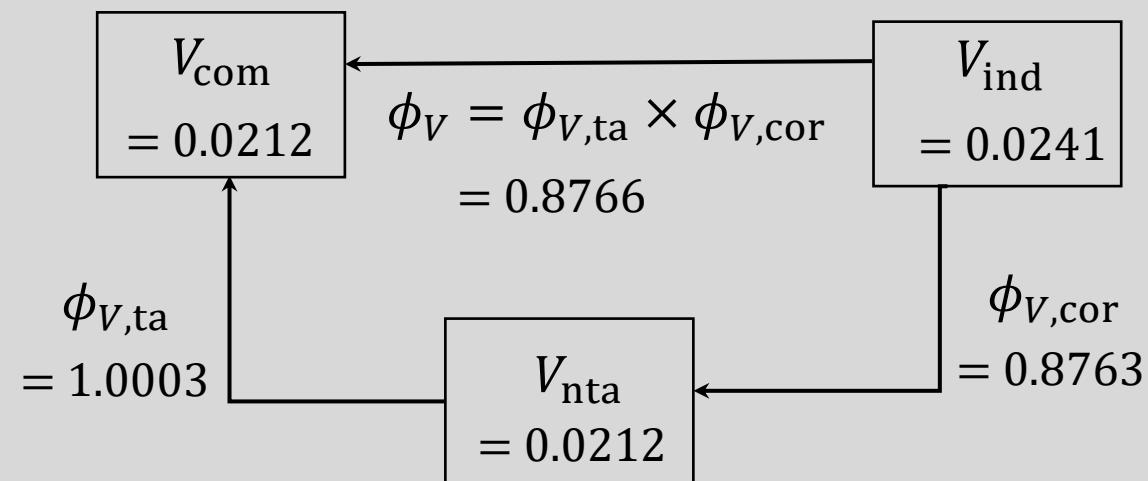 V_com
= 0.0212
V_ind
= 0.0241
ϕ_V = ϕ_V,ta × ϕ_V,cor
= 0.8766
ϕ_V,ta
= 1.0003
V_nta
= 0.0212
ϕ_V,cor
= 0.8763